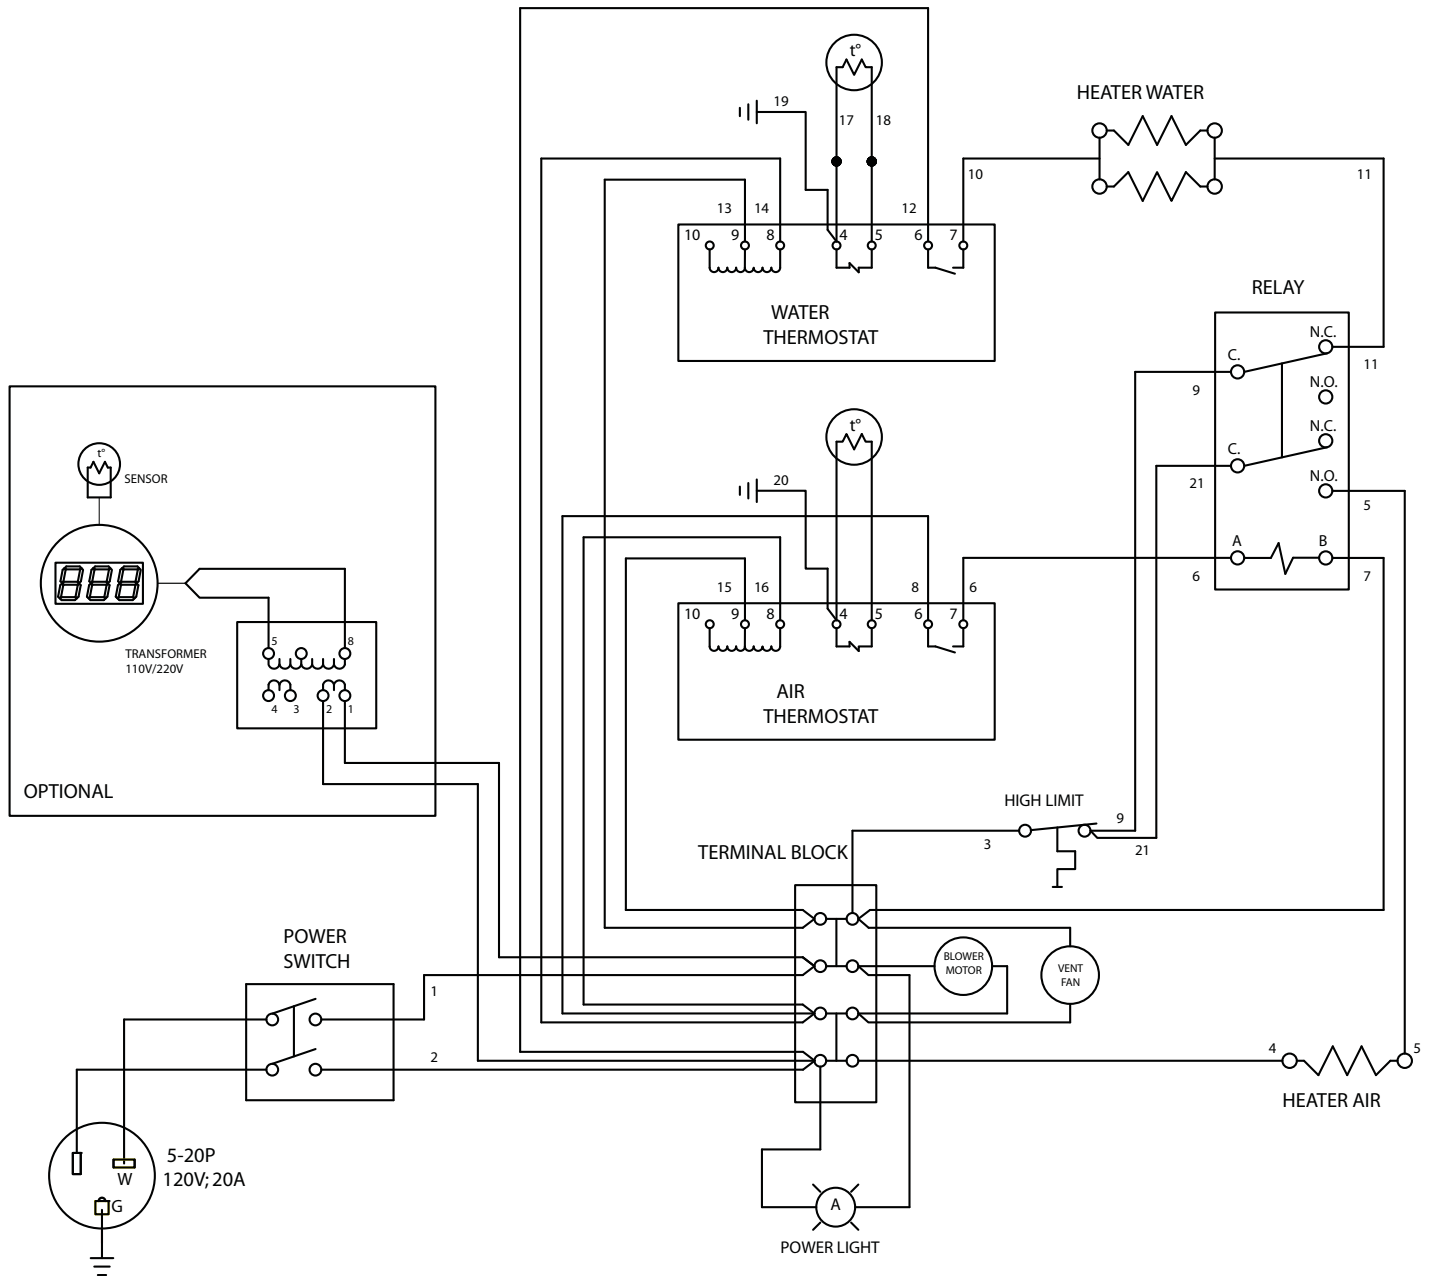 t°
19
17
18
HEATER WATER
10
11
13
14
12
10
9
8
4
5
6
7
WATER
THERMOSTAT
RELAY
N.C.
C.
11
9
N.O.
N.C.
C.
21
N.O.
5
A
B
6
7
t°
20
15
16
8
6
10
9
8
4
5
6
7
AIR
THERMOSTAT
t°
SENSOR
888
TRANSFORMER
110V/220V
5
8
4
3
2
1
OPTIONAL
HIGH LIMIT
3
9
21
TERMINAL BLOCK
POWER
SWITCH
1
2
BLOWER
MOTOR
VENT
FAN
4
5
HEATER AIR
5-20P
120V; 20A
W
G
A
POWER LIGHT